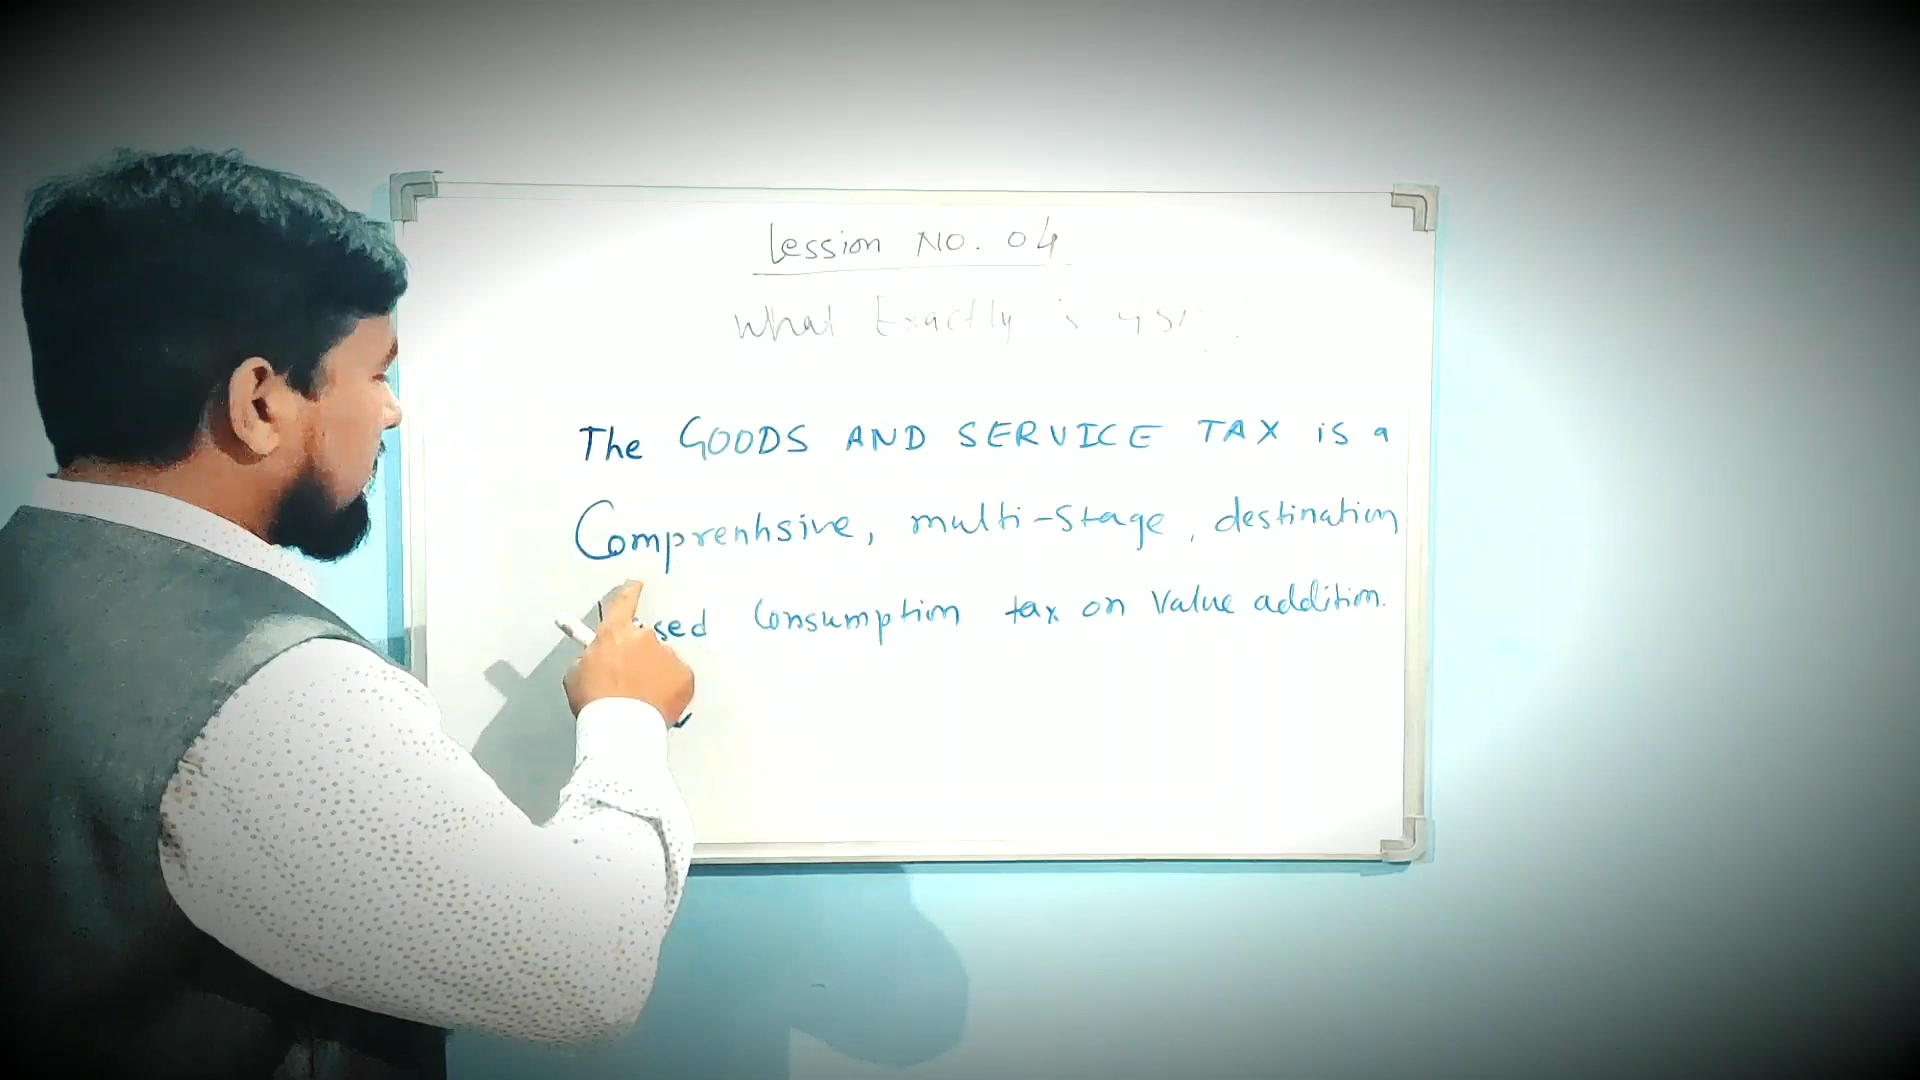 Lession NO. 04
What Exactly is
The GOODS AND SERVICE TAX is a
Comprenhsive, multi-stage, destination
sed Consumption tax on Value addition.